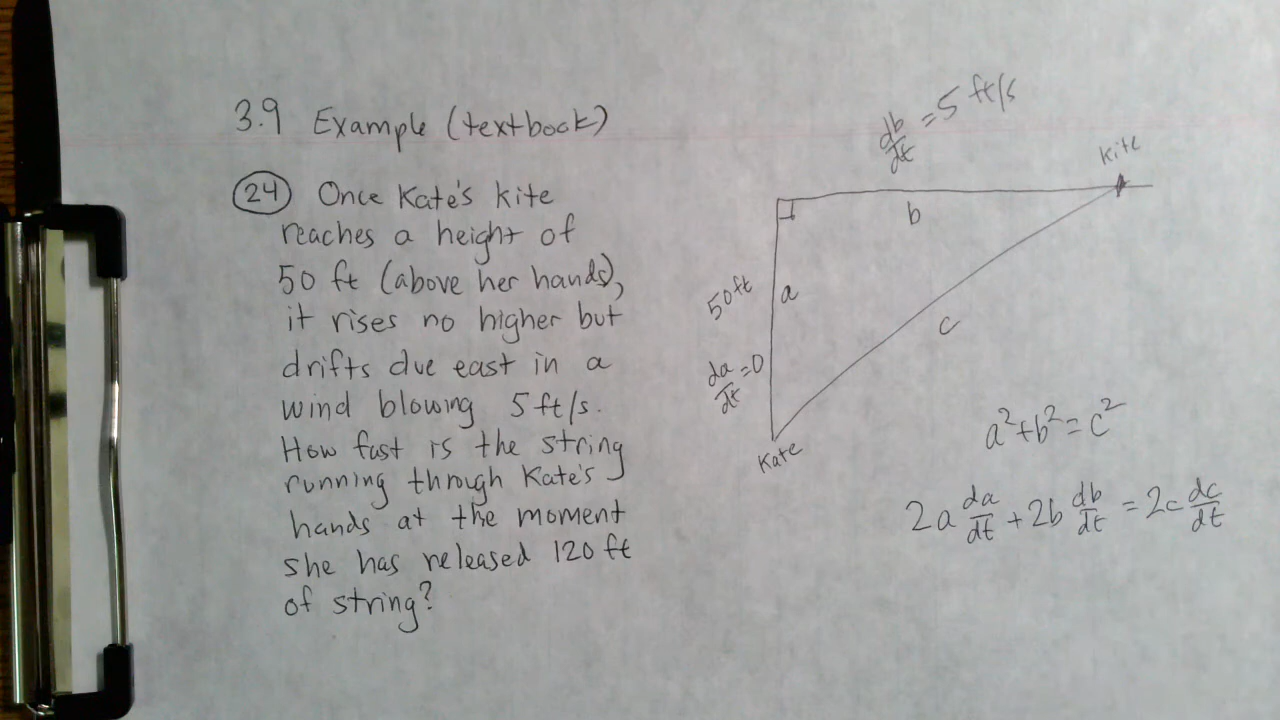 3.9 Example (textbook)
24 Once Kate's kite
reaches a height of
50 ft (above her hands),
it rises no higher but
drifts due east in a
wind blowing 5 ft/s.
How fast is the string
running through Kate's
hands at the moment
she has released 120 ft
of string?
db/dt = 5 ft/s
Kite
b
50 ft
a
c
da/dt = 0
Kate
a² + b² = c²
2a da/dt + 2b db/dt = 2c dc/dt